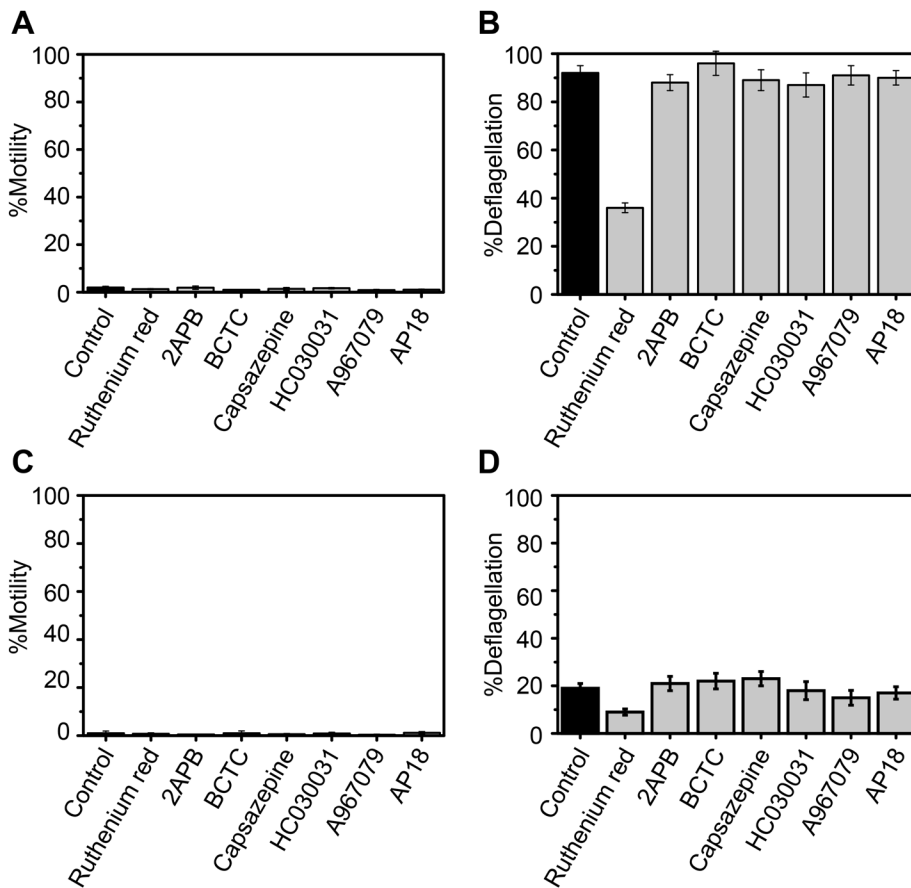 A
%Motility
100
80
60
40
20
0
Control
Ruthenium red
2APB
BCTC
Capsazepine
HC030031
A967079
AP18
B
%Deflagellation
100
80
60
40
20
0
Control
Ruthenium red
2APB
BCTC
Capsazepine
HC030031
A967079
AP18
C
%Motility
100
80
60
40
20
0
Control
Ruthenium red
2APB
BCTC
Capsazepine
HC030031
A967079
AP18
D
%Deflagellation
100
80
60
40
20
0
Control
Ruthenium red
2APB
BCTC
Capsazepine
HC030031
A967079
AP18